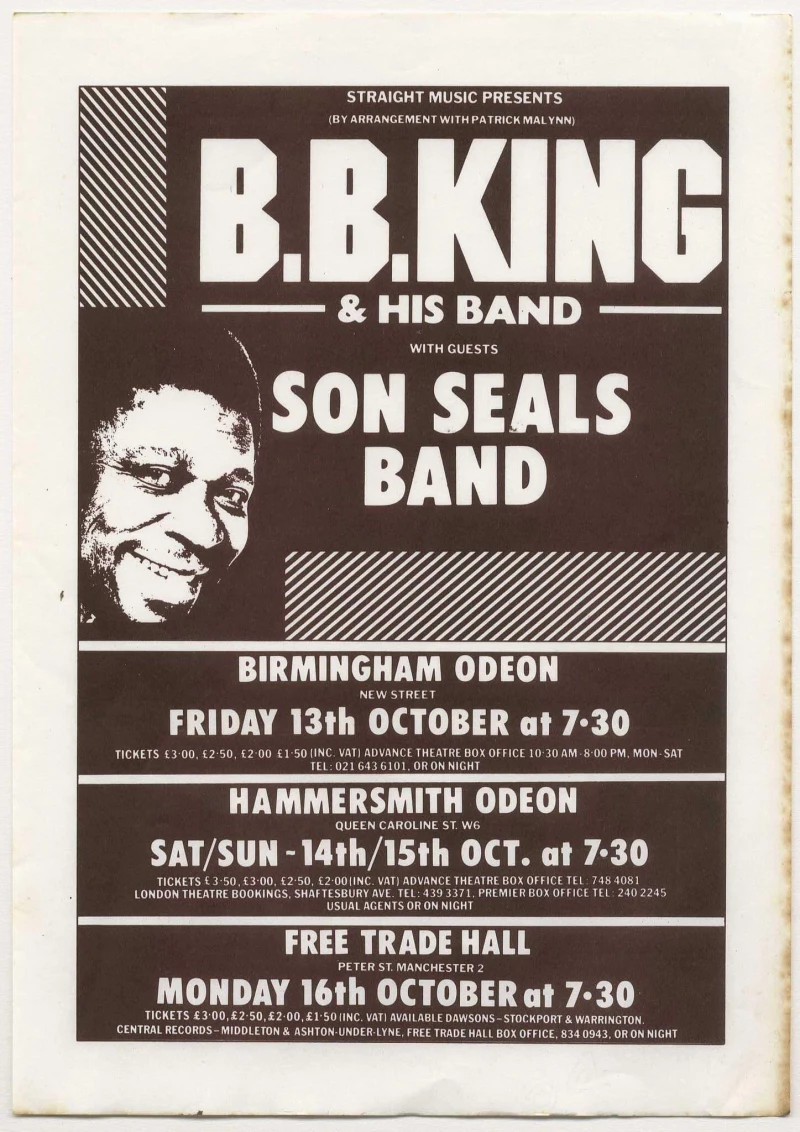 STRAIGHT MUSIC PRESENTS
(BY ARRANGEMENT WITH PATRICK MALYNN)
B.B.KING
& HIS BAND
WITH GUESTS
SON SEALS
BAND
BIRMINGHAM ODEON
NEW STREET
FRIDAY 13th OCTOBER at 7·30
TICKETS £3·00, £2·50, £2·00 £1·50 (INC. VAT) ADVANCE THEATRE BOX OFFICE 10·30 AM-8·00 PM, MON-SAT
TEL: 021 643 6101, OR ON NIGHT
HAMMERSMITH ODEON
QUEEN CAROLINE ST. W6
SAT/SUN - 14th/15th OCT. at 7·30
TICKETS £3·50, £3·00, £2·50, £2·00 (INC. VAT) ADVANCE THEATRE BOX OFFICE TEL: 748 4081
LONDON THEATRE BOOKINGS, SHAFTESBURY AVE. TEL: 439 3371, PREMIER BOX OFFICE TEL: 240 2245
USUAL AGENTS OR ON NIGHT
FREE TRADE HALL
PETER ST. MANCHESTER 2
MONDAY 16th OCTOBER at 7·30
TICKETS £3·00, £2·50, £2·00, £1·50 (INC. VAT) AVAILABLE DAWSONS-STOCKPORT & WARRINGTON.
CENTRAL RECORDS-MIDDLETON & ASHTON-UNDER-LYNE, FREE TRADE HALL BOX OFFICE, 834 0943, OR ON NIGHT